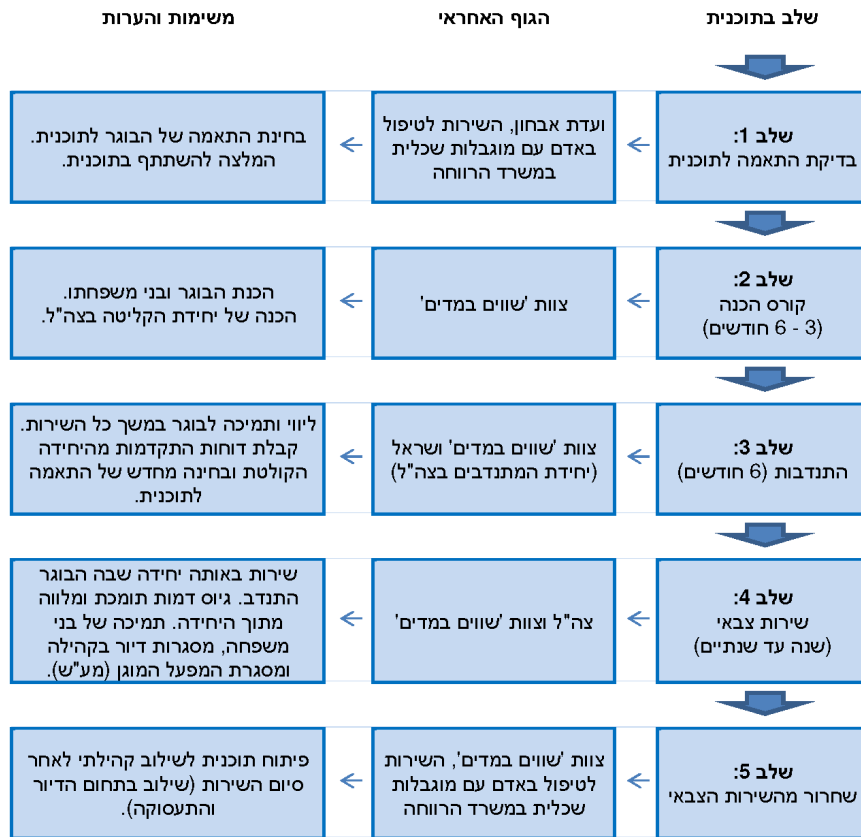 שלב בתוכנית
הגוף האחראי
משימות והערות
שלב 1:
בדיקת התאמה לתוכנית
ועדת אבחון, השירות לטיפול
באדם עם מוגבלות שכלית
במשרד הרווחה
בחינת התאמה של הבוגר לתוכנית.
המלצה להשתתף בתוכנית.
שלב 2:
קורס הכנה
(3 - 6 חודשים)
צוות 'שווים במדים'
הכנת הבוגר ובני משפחתו.
הכנה של יחידת הקליטה בצה"ל.
שלב 3:
התנדבות (6 חודשים)
צוות 'שווים במדים' ושראל
(יחידת המתנדבים בצה"ל)
ליווי ותמיכה לבוגר במשך כל השירות.
קבלת דוחות התקדמות מהיחידה
הקולטת ובחינה מחדש של התאמה
לתוכנית.
שלב 4:
שירות צבאי
(שנה עד שנתיים)
צה"ל וצוות 'שווים במדים'
שירות באותה יחידה שבה הבוגר
התנדב. גיוס דמות תומכת ומלווה
מתוך היחידה. תמיכה של בני
משפחה, מסגרות דיור בקהילה
ומסגרת המפעל המוגן (מע"ש).
שלב 5:
שחרור מהשירות הצבאי
צוות 'שווים במדים', השירות
לטיפול באדם עם מוגבלות
שכלית במשרד הרווחה
פיתוח תוכנית לשילוב קהילתי לאחר
סיום השירות (שילוב בתחום הדיור
והתעסוקה).